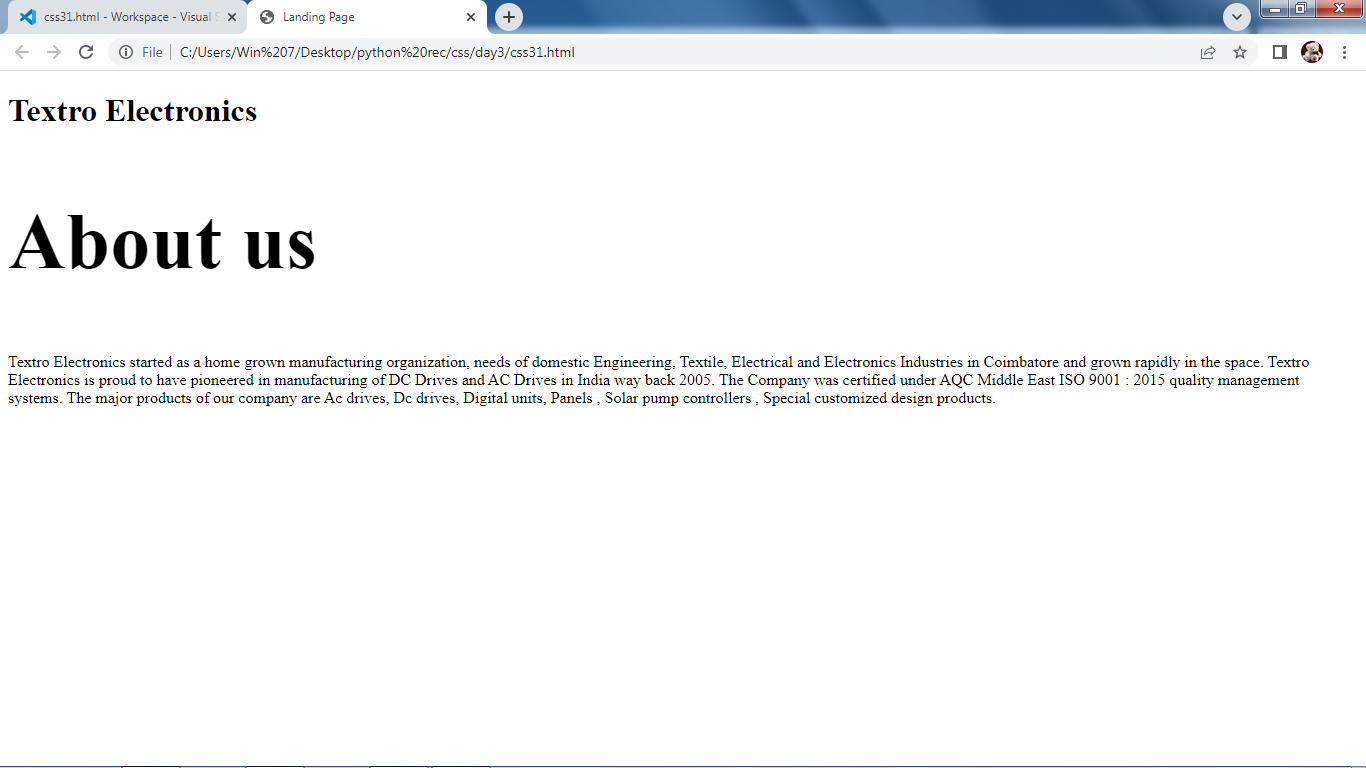 css31.html - Workspace - Visual S
Landing Page
File
C:/Users/Win%207/Desktop/python%20rec/css/day3/css31.html
Textro Electronics
About us
Textro Electronics started as a home grown manufacturing organization, needs of domestic Engineering, Textile, Electrical and Electronics Industries in Coimbatore and grown rapidly in the space. Textro
Electronics is proud to have pioneered in manufacturing of DC Drives and AC Drives in India way back 2005. The Company was certified under AQC Middle East ISO 9001 : 2015 quality management
systems. The major products of our company are Ac drives, Dc drives, Digital units, Panels , Solar pump controllers , Special customized design products.